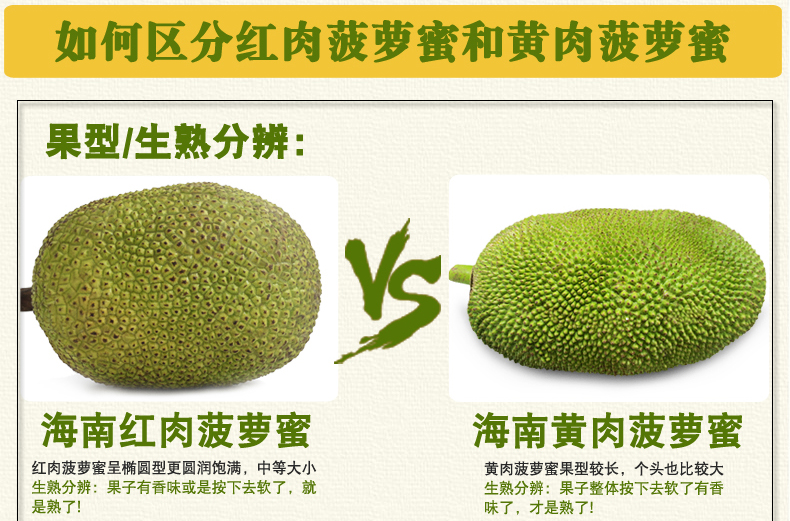 如何区分红肉菠萝蜜和黄肉菠萝蜜
果型/生熟分辨：
VS
海南红肉菠萝蜜
红肉菠萝蜜呈椭圆型更圆润饱满，中等大小
生熟分辨：果子有香味或是按下去软了，就
是熟了!
海南黄肉菠萝蜜
黄肉菠萝蜜果型较长，个头也比较大
生熟分辨：果子整体按下去软了有香
味了，才是熟了!